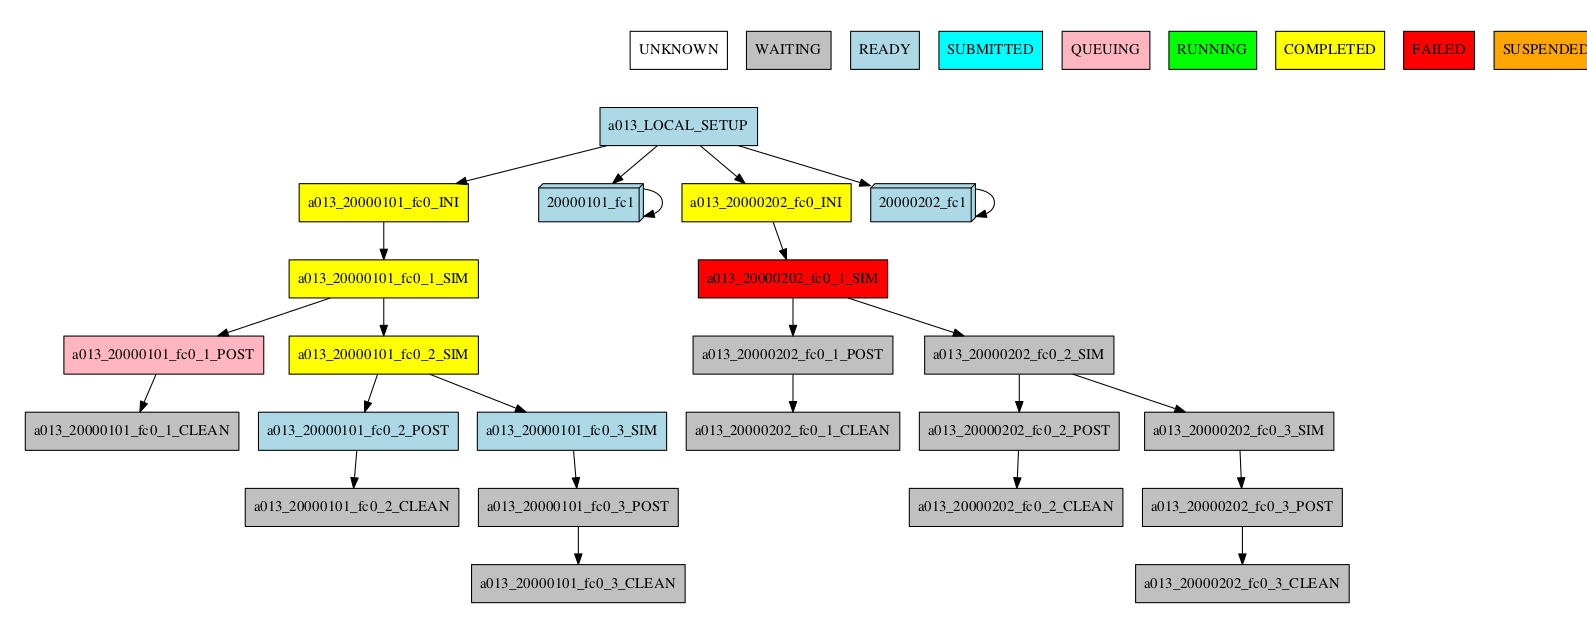 UNKNOWN WAITING READY SUBMITTED QUEUING RUNNING COMPLETED FAILED SUSPENDED
a013_LOCAL_SETUP
a013_20000101_fc0_INI 20000101_fc1 a013_20000202_fc0_INI 20000202_fc1
a013_20000101_fc0_1_SIM a013_20000202_fc0_1_SIM
a013_20000101_fc0_1_POST a013_20000101_fc0_2_SIM a013_20000202_fc0_1_POST a013_20000202_fc0_2_SIM
a013_20000101_fc0_1_CLEAN a013_20000101_fc0_2_POST a013_20000101_fc0_3_SIM a013_20000202_fc0_1_CLEAN a013_20000202_fc0_2_POST a013_20000202_fc0_3_SIM
a013_20000101_fc0_2_CLEAN a013_20000101_fc0_3_POST a013_20000202_fc0_2_CLEAN a013_20000202_fc0_3_POST
a013_20000101_fc0_3_CLEAN a013_20000202_fc0_3_CLEAN